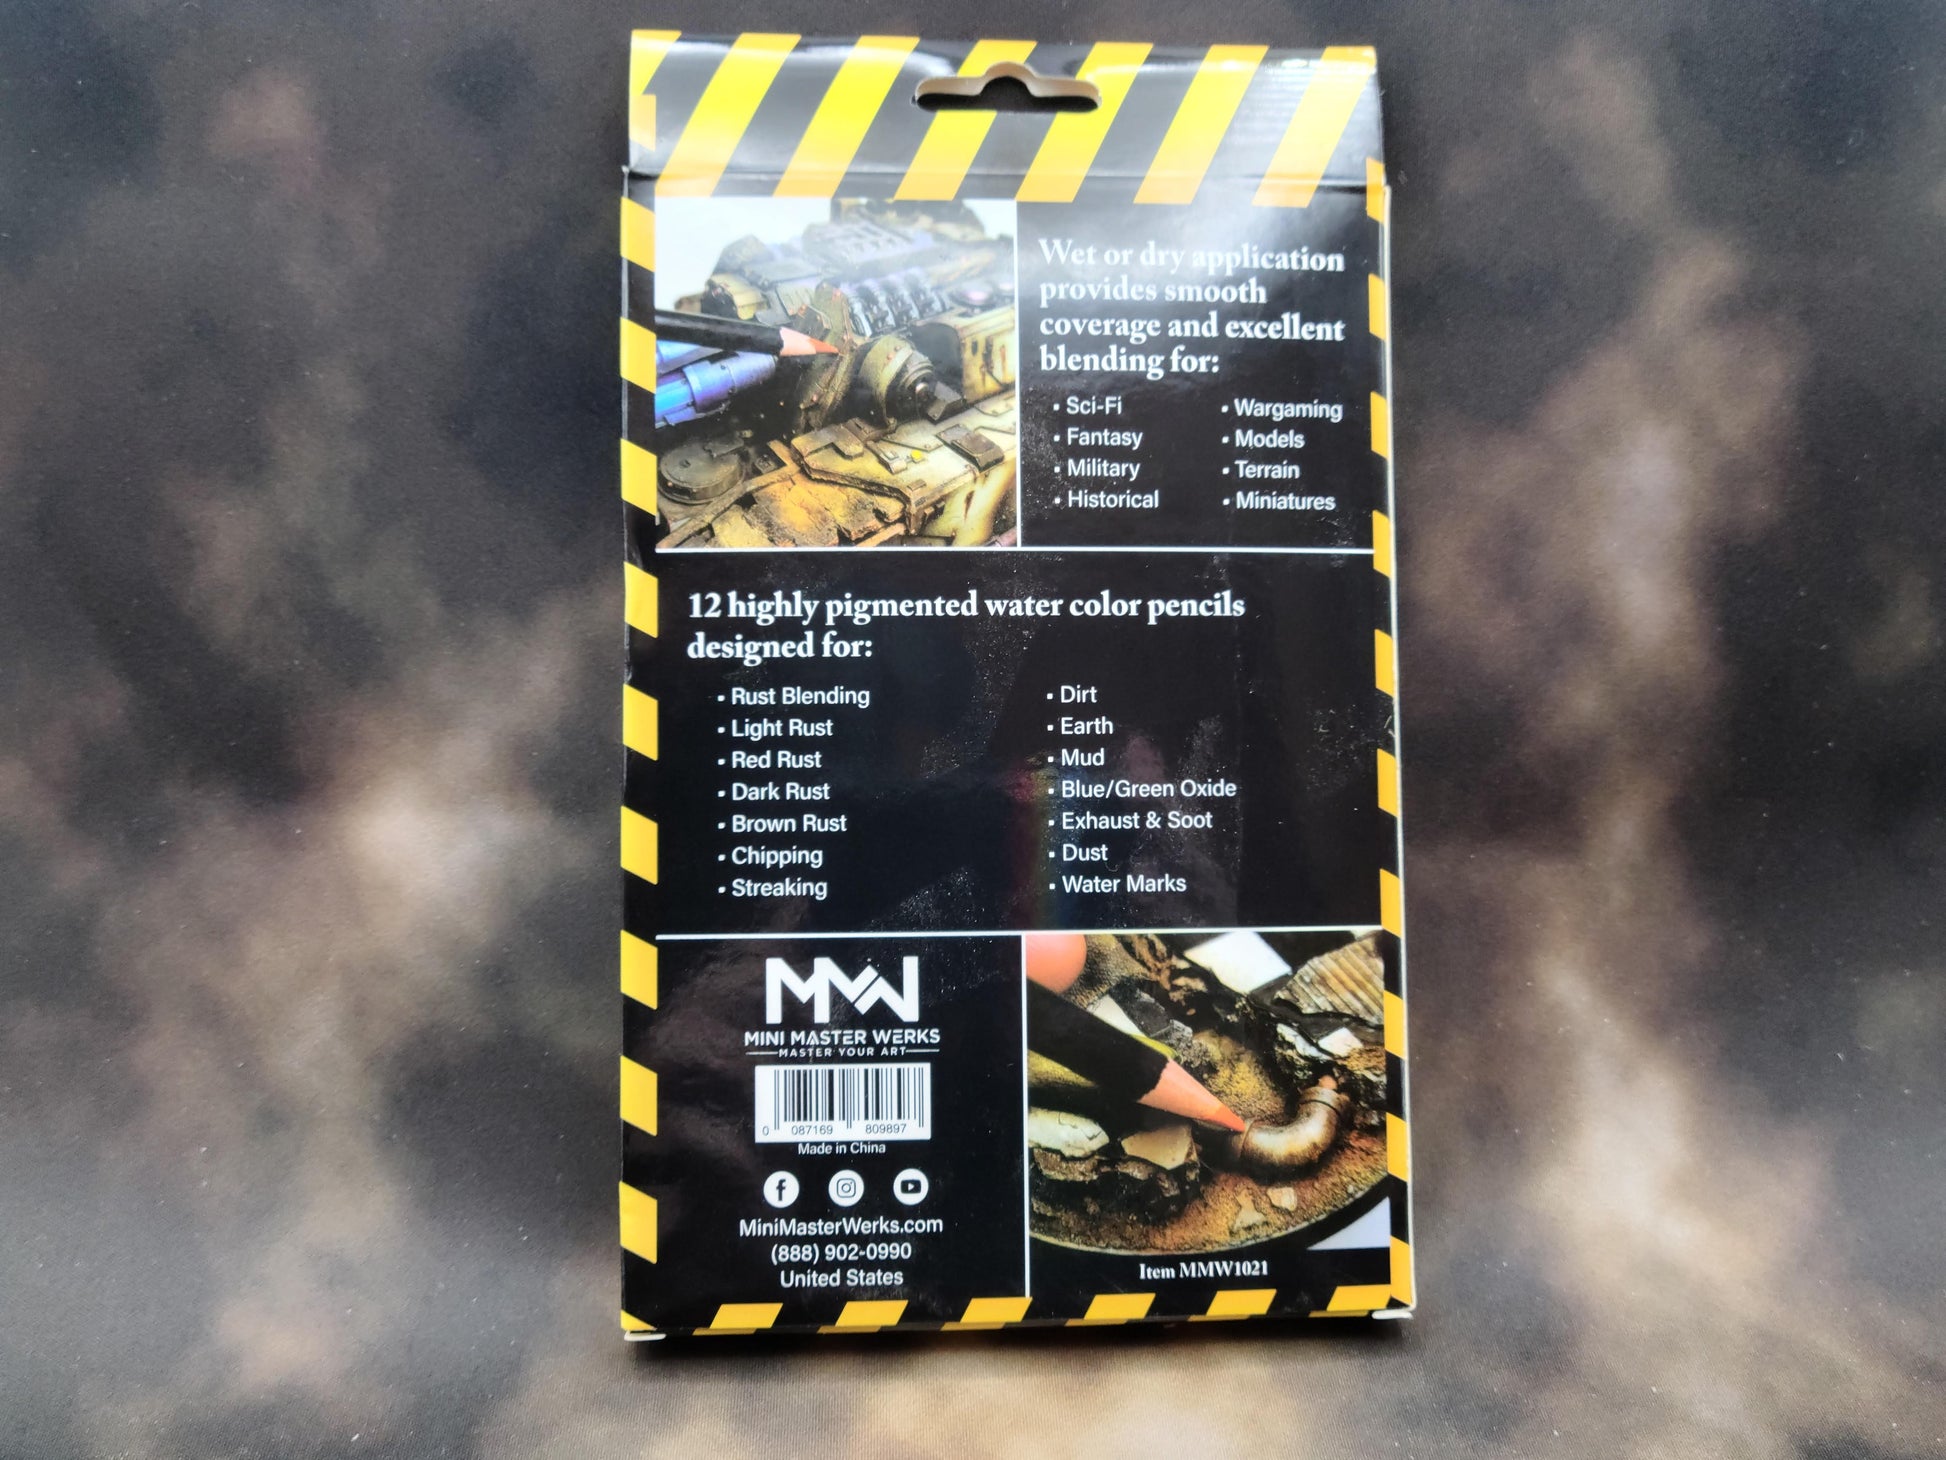 Wet or dry application
provides smooth
coverage and excellent
blending for:
• Sci-Fi
• Fantasy
• Military
• Historical
• Wargaming
• Models
• Terrain
• Miniatures
12 highly pigmented water color pencils
designed for:
• Rust Blending
• Light Rust
• Red Rust
• Dark Rust
• Brown Rust
• Chipping
• Streaking
• Dirt
• Earth
• Mud
• Blue/Green Oxide
• Exhaust & Soot
• Dust
• Water Marks
MMW
MINI MASTER WERKS
MASTER YOUR ART
0 087169 809897
Made in China
MiniMasterWerks.com
(888) 902-0990
United States
Item MMW1021